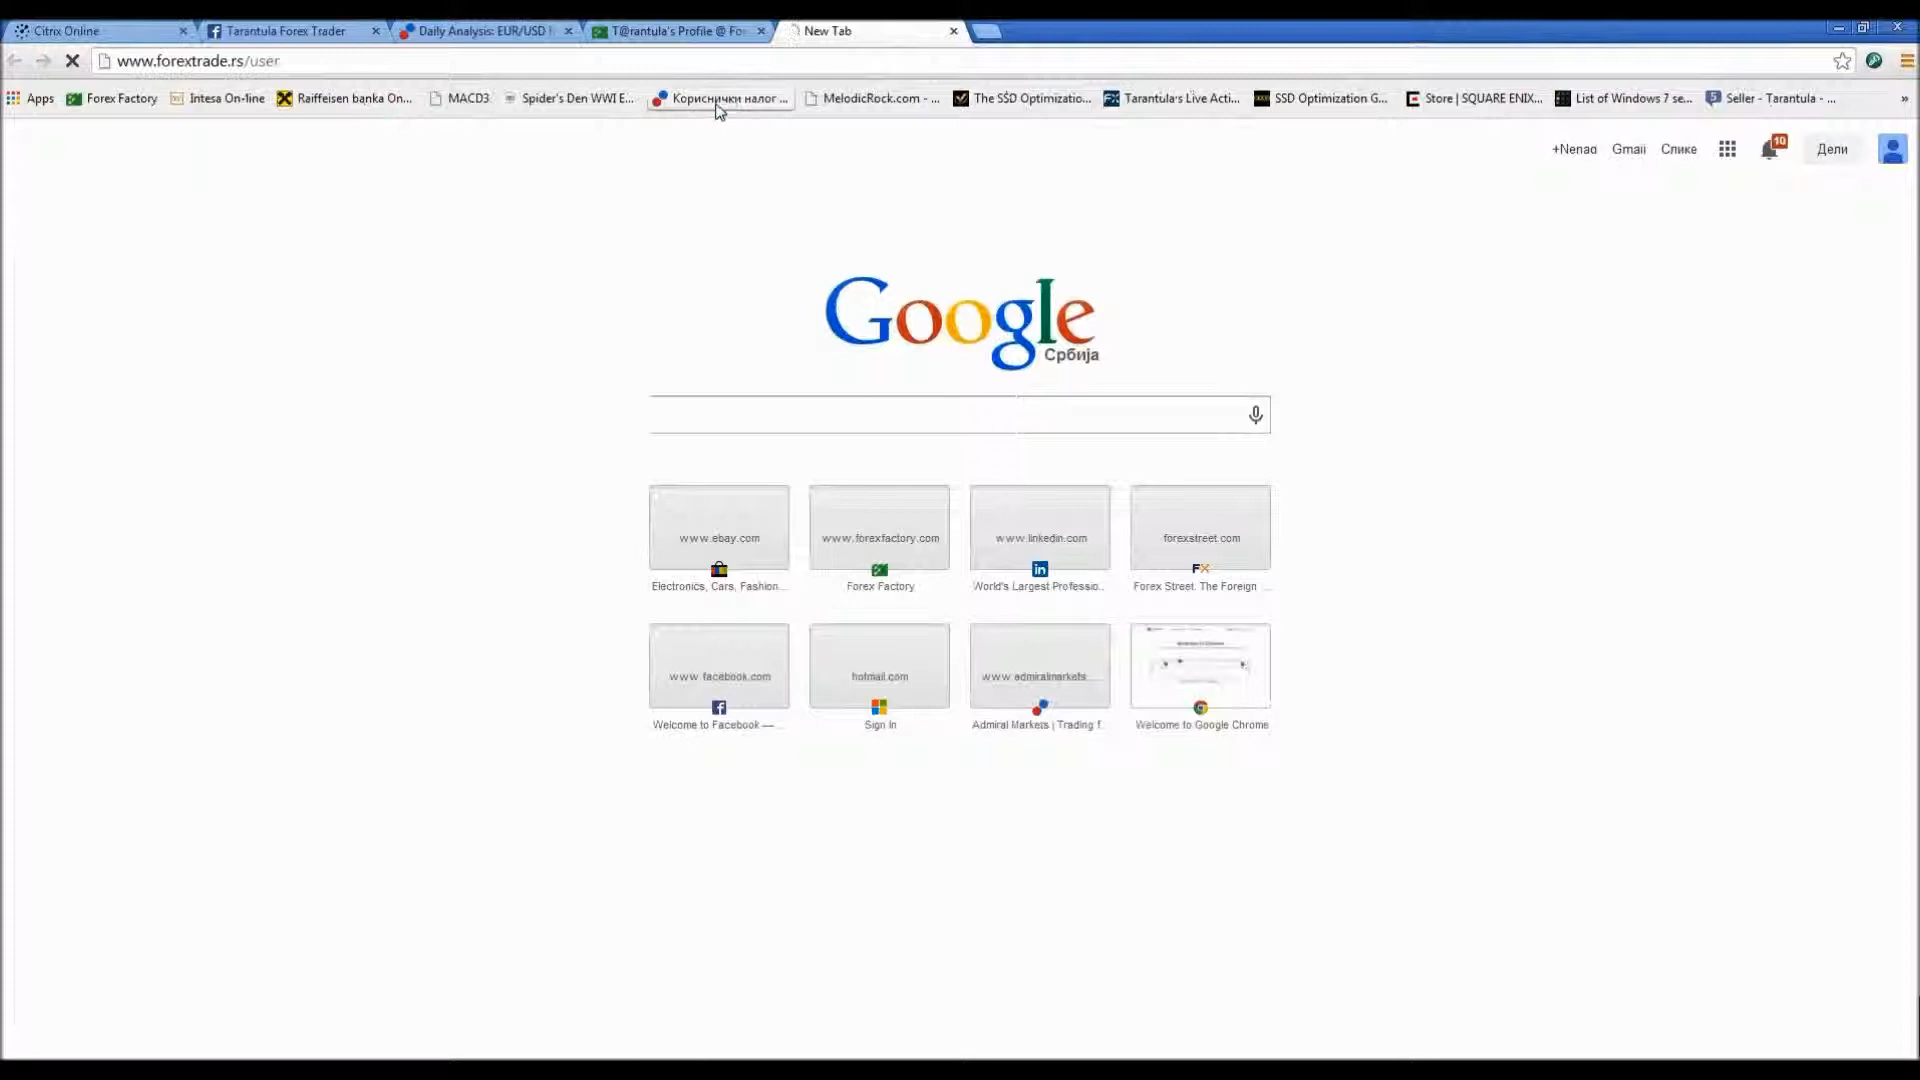 Citrix Online
Tarantula Forex Trader
Daily Analysis: EUR/USD
T@rantula's Profile @ Fo
New Tab
www.forextrade.rs/user
Apps
Forex Factory
Intesa On-line
Raiffeisen banka On...
MACD3
Spider's Den WWI E...
Кориснички налог ...
MelodicRock.com - ...
The SSD Optimizatio...
Tarantula's Live Acti...
SSD Optimization G...
Store | SQUARE ENIX...
List of Windows 7 se...
Seller - Tarantula - ...
»
+Nenad
Gmail
Слике
10
Дели
Google
Србија
www.ebay.com
www.forexfactory.com
www.linkedin.com
forexstreet.com
Electronics, Cars, Fashion...
Forex Factory
World's Largest Professio...
Forex Street. The Foreign ...
www.facebook.com
hotmail.com
www.admiralmarkets....
Welcome to Facebook — ...
Sign In
Admiral Markets | Trading f...
Welcome to Google Chrome